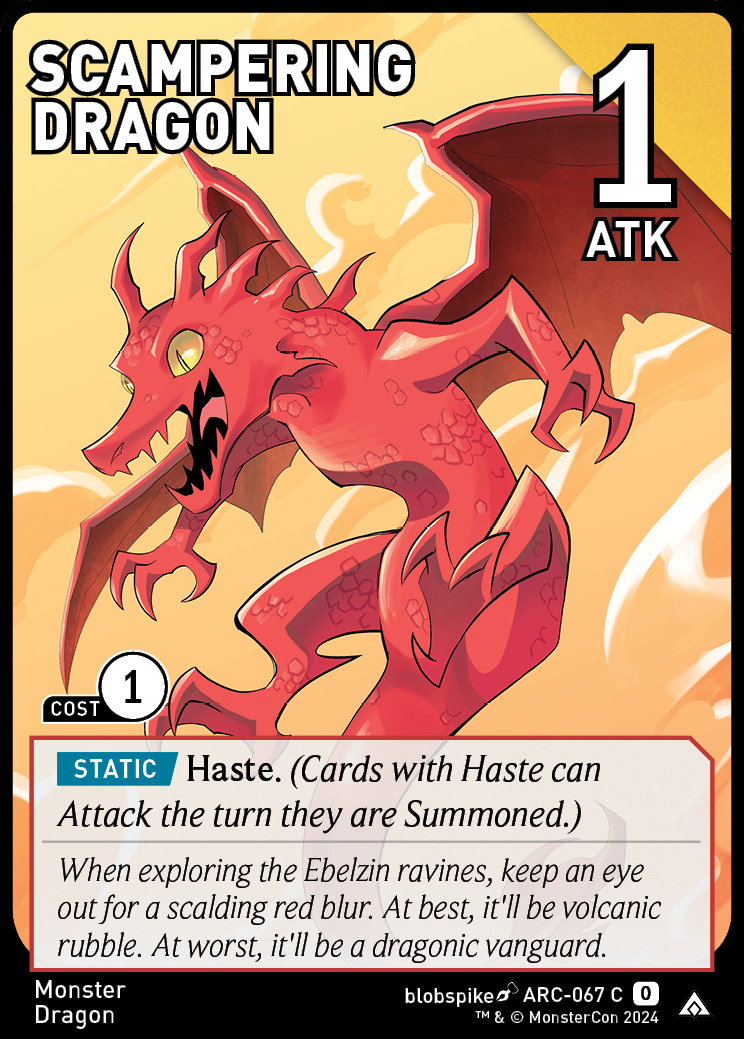 SCAMPERING
DRAGON
1
ATK
COST 1
STATIC Haste. (Cards with Haste can
Attack the turn they are Summoned.)
When exploring the Ebelzin ravines, keep an eye
out for a scalding red blur. At best, it'll be volcanic
rubble. At worst, it'll be a dragonic vanguard.
Monster
Dragon
blobspike ARC-067 C 0
™ & © MonsterCon 2024